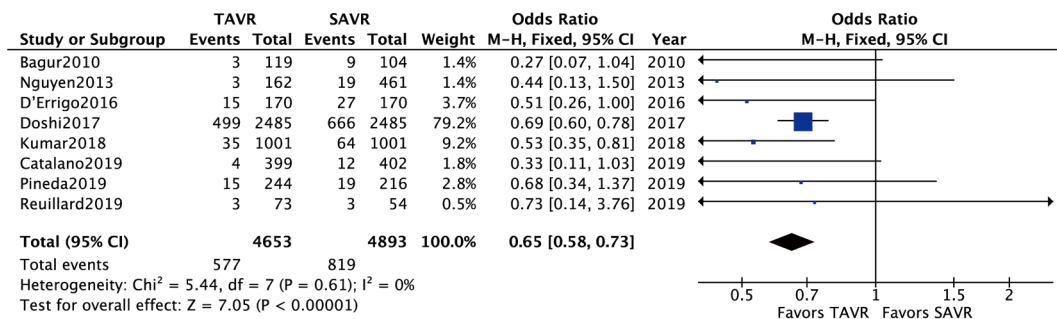 TAVR SAVR Odds Ratio Odds Ratio
Study or Subgroup Events Total Events Total Weight M-H, Fixed, 95% CI Year M-H, Fixed, 95% CI
Bagur2010 3 119 9 104 1.4% 0.27 [0.07, 1.04] 2010
Nguyen2013 3 162 19 461 1.4% 0.44 [0.13, 1.50] 2013
D'Errigo2016 15 170 27 170 3.7% 0.51 [0.26, 1.00] 2016
Doshi2017 499 2485 666 2485 79.2% 0.69 [0.60, 0.78] 2017
Kumar2018 35 1001 64 1001 9.2% 0.53 [0.35, 0.81] 2018
Catalano2019 4 399 12 402 1.8% 0.33 [0.11, 1.03] 2019
Pineda2019 15 244 19 216 2.8% 0.68 [0.34, 1.37] 2019
Reuillard2019 3 73 3 54 0.5% 0.73 [0.14, 3.76] 2019
Total (95% CI) 4653 4893 100.0% 0.65 [0.58, 0.73]
Total events 577 819
Heterogeneity: Chi² = 5.44, df = 7 (P = 0.61); I² = 0%
Test for overall effect: Z = 7.05 (P < 0.00001)
0.5 0.7 1 1.5 2
Favors TAVR Favors SAVR